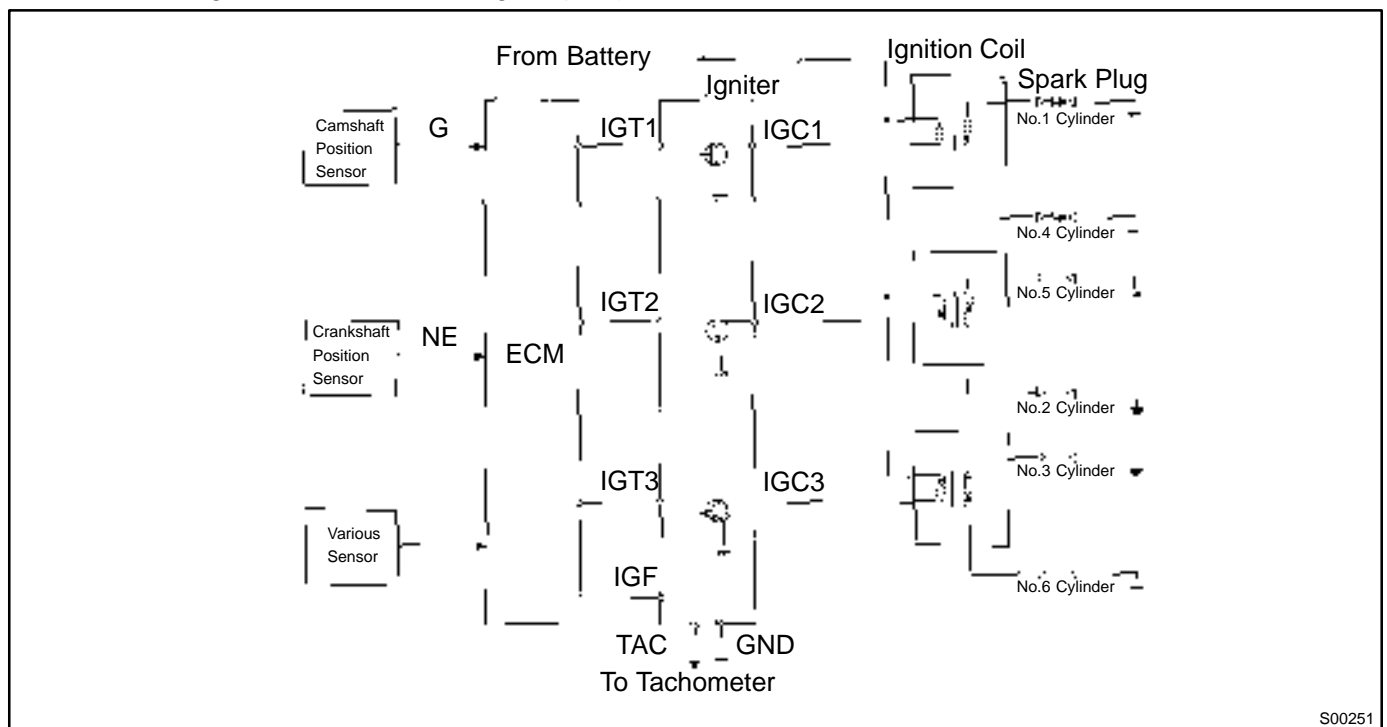 From Battery
Igniter
Ignition Coil
Spark Plug
Camshaft
Position
Sensor
G
IGT1
IGC1
No.1 Cylinder
No.4 Cylinder
IGT2
IGC2
No.5 Cylinder
Crankshaft
Position
Sensor
NE
ECM
No.2 Cylinder
IGT3
IGC3
No.3 Cylinder
Various
Sensor
IGF
No.6 Cylinder
TAC
GND
To Tachometer
S00251